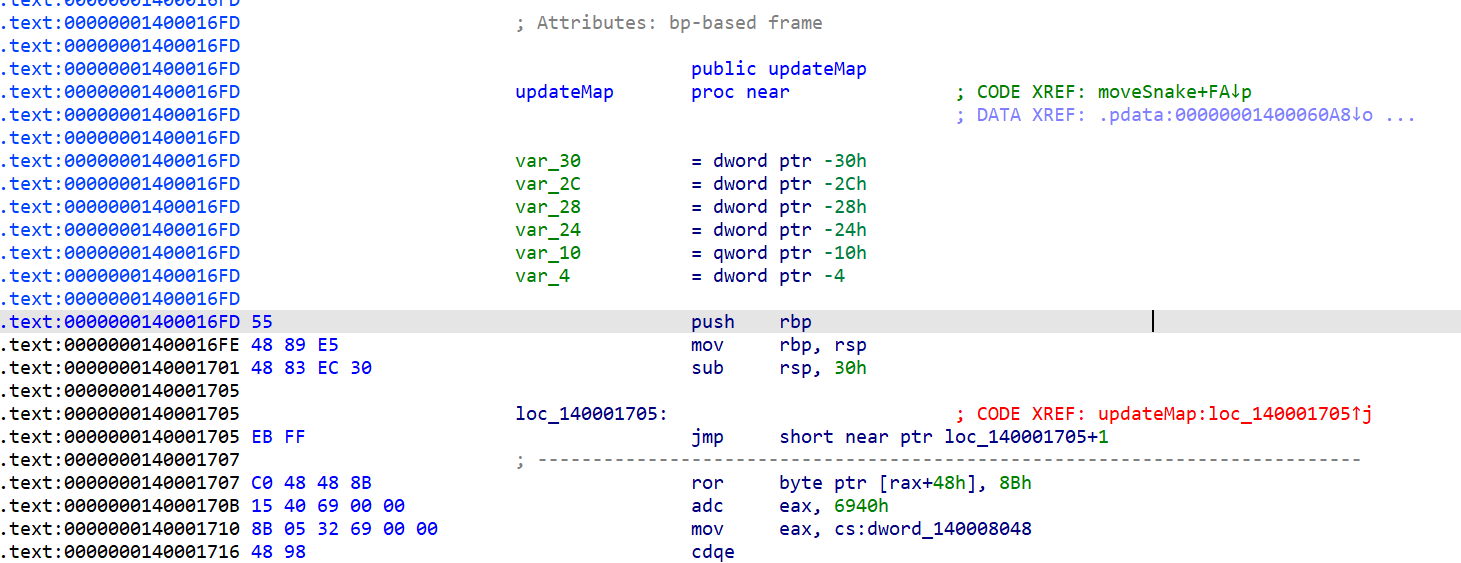 .text:00000001400016FD
.text:00000001400016FD ; Attributes: bp-based frame
.text:00000001400016FD
.text:00000001400016FD public updateMap
.text:00000001400016FD updateMap proc near ; CODE XREF: moveSnake+FA↓p
.text:00000001400016FD ; DATA XREF: .pdata:00000001400060A8↓o ...
.text:00000001400016FD
.text:00000001400016FD var_30 = dword ptr -30h
.text:00000001400016FD var_2C = dword ptr -2Ch
.text:00000001400016FD var_28 = dword ptr -28h
.text:00000001400016FD var_24 = dword ptr -24h
.text:00000001400016FD var_10 = qword ptr -10h
.text:00000001400016FD var_4 = dword ptr -4
.text:00000001400016FD
.text:00000001400016FD 55 push rbp
.text:00000001400016FE 48 89 E5 mov rbp, rsp
.text:0000000140001701 48 83 EC 30 sub rsp, 30h
.text:0000000140001705
.text:0000000140001705 loc_140001705: ; CODE XREF: updateMap:loc_140001705↑j
.text:0000000140001705 EB FF jmp short near ptr loc_140001705+1
.text:0000000140001707 ; ---------------------------------------------------------------------------
.text:0000000140001707 C0 48 48 8B ror byte ptr [rax+48h], 8Bh
.text:000000014000170B 15 40 69 00 00 adc eax, 6940h
.text:0000000140001710 8B 05 32 69 00 00 mov eax, cs:dword_140008048
.text:0000000140001716 48 98 cdqe